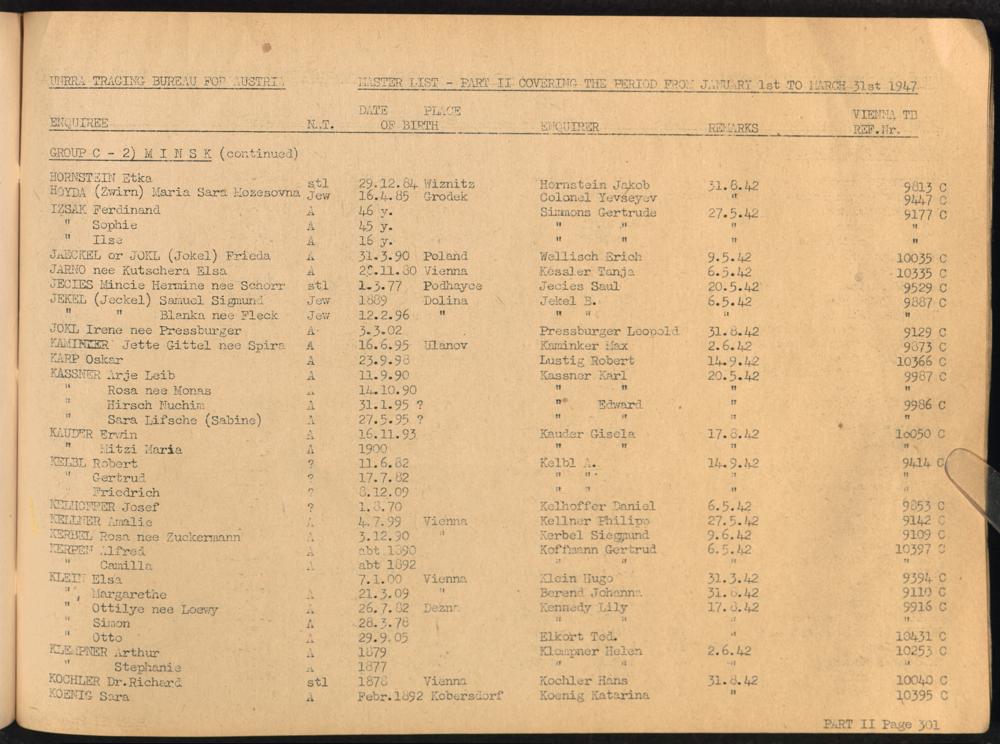 UNRRA TRACING BUREAU FOR AUSTRIA MASTER LIST - PART II COVERING THE PERIOD FROM JANUARY 1st TO MARCH 31st 1947
DATE PLACE VIENNA TB
ENQUIREE N.T. OF BIRTH ENQUIRER REMARKS REF.Nr.
GROUP C - 2) M I N S K (continued)
HORNSTEIN Etka stl 29.12.84 Wiznitz Hornstein Jakob 31.8.42 9813 C
HOYDA (Zwirn) Maria Sara Mozesovna Jew 16.4.85 Grodek Colonel Yevseyev " 9447 C
IZSAK Ferdinand A 46 y. Simmons Gertrude 27.5.42 9177 C
" Sophie A 45 y. " " " "
" Ilse A 16 y. " " " "
JAECKEL or JOKL (Jokel) Frieda A 31.3.90 Poland Wellisch Erich 9.5.42 10035 C
JARNO nee Kutschera Elsa A Vienna Kessler Tanja 6.5.42 10335 C
JECIES Mincie Hermine nee Schorr stl 1.3.77 Podhayce Jecies Saul 20.5.42 9529 C
JEKEL (Jeckel) Samuel Sigmund Jew 1889 Dolina Jekel B. 6.5.42 9887 C
" " Blanka nee Fleck Jew 12.2.96 " " " "
JOKL Irene nee Pressburger A 3.3.02 Pressburger Leopold 31.8.42 9129 C
KAMINKER Jette Gittel nee Spira A 16.6.95 Ulanov Kaminker Max 2.6.42 9873 C
KARP Oskar A 23.9.98 Lustig Robert 14.9.42 10366 C
KASSNER Arje Leib A 11.9.90 Kassner Karl 20.5.42 9987 C
" Rosa nee Monas A 14.10.90 " " "
" Hirsch Nuchim A 31.1.95 ? " Edward " 9986 C
" Sara Lifsche (Sabine) A 27.5.95 ? " " "
KAUDER Erwin A 16.11.93 Kauder Gisela 17.8.42 10050 C
" Mitzi Maria A 1900 " " " "
KELBL Robert ? 11.6.82 Kelbl A. 14.9.42 9414 C
" Gertrud ? 17.7.82 " " " "
" Friedrich ? 8.12.09 " " " "
KELHOFFER Josef ? 1.8.70 Kelhoffer Daniel 6.5.42 9853 C
KELLNER Amalie A 4.7.99 Vienna Kellner Philipp 27.5.42 9142 C
KERBEL Rosa nee Zuckermann A 3.12.90 " Kerbel Siegmund 9.6.42 9109 C
KERPEN Alfred A abt 1890 Koffmann Gertrud 6.5.42 10397 C
" Camilla A abt 1892 " " " "
KLEIN Elsa 7.1.00 Vienna Klein Hugo 31.3.42 9394 C
" Margarethe A 21.3.09 " Berend Johanna 31.8.42 9110 C
" Ottilye nee Loewy A 26.7.82 Kennedy Lily 17.8.42 9916 C
" Simon A 28.3.78 " " " "
" Otto A 29.9.05 Elkort Ted. " 10431 C
KLEMPNER Arthur A 1879 Klempner Helen 2.6.42 10253 C
" Stephanie A 1877 " " " "
KOCHLER Dr.Richard stl 1878 Vienna Kochler Hans 31.8.42 10040 C
KOENIG Sara A Febr.1892 Kobersdorf Koenig Katarina " 10395 C
PART II Page 301